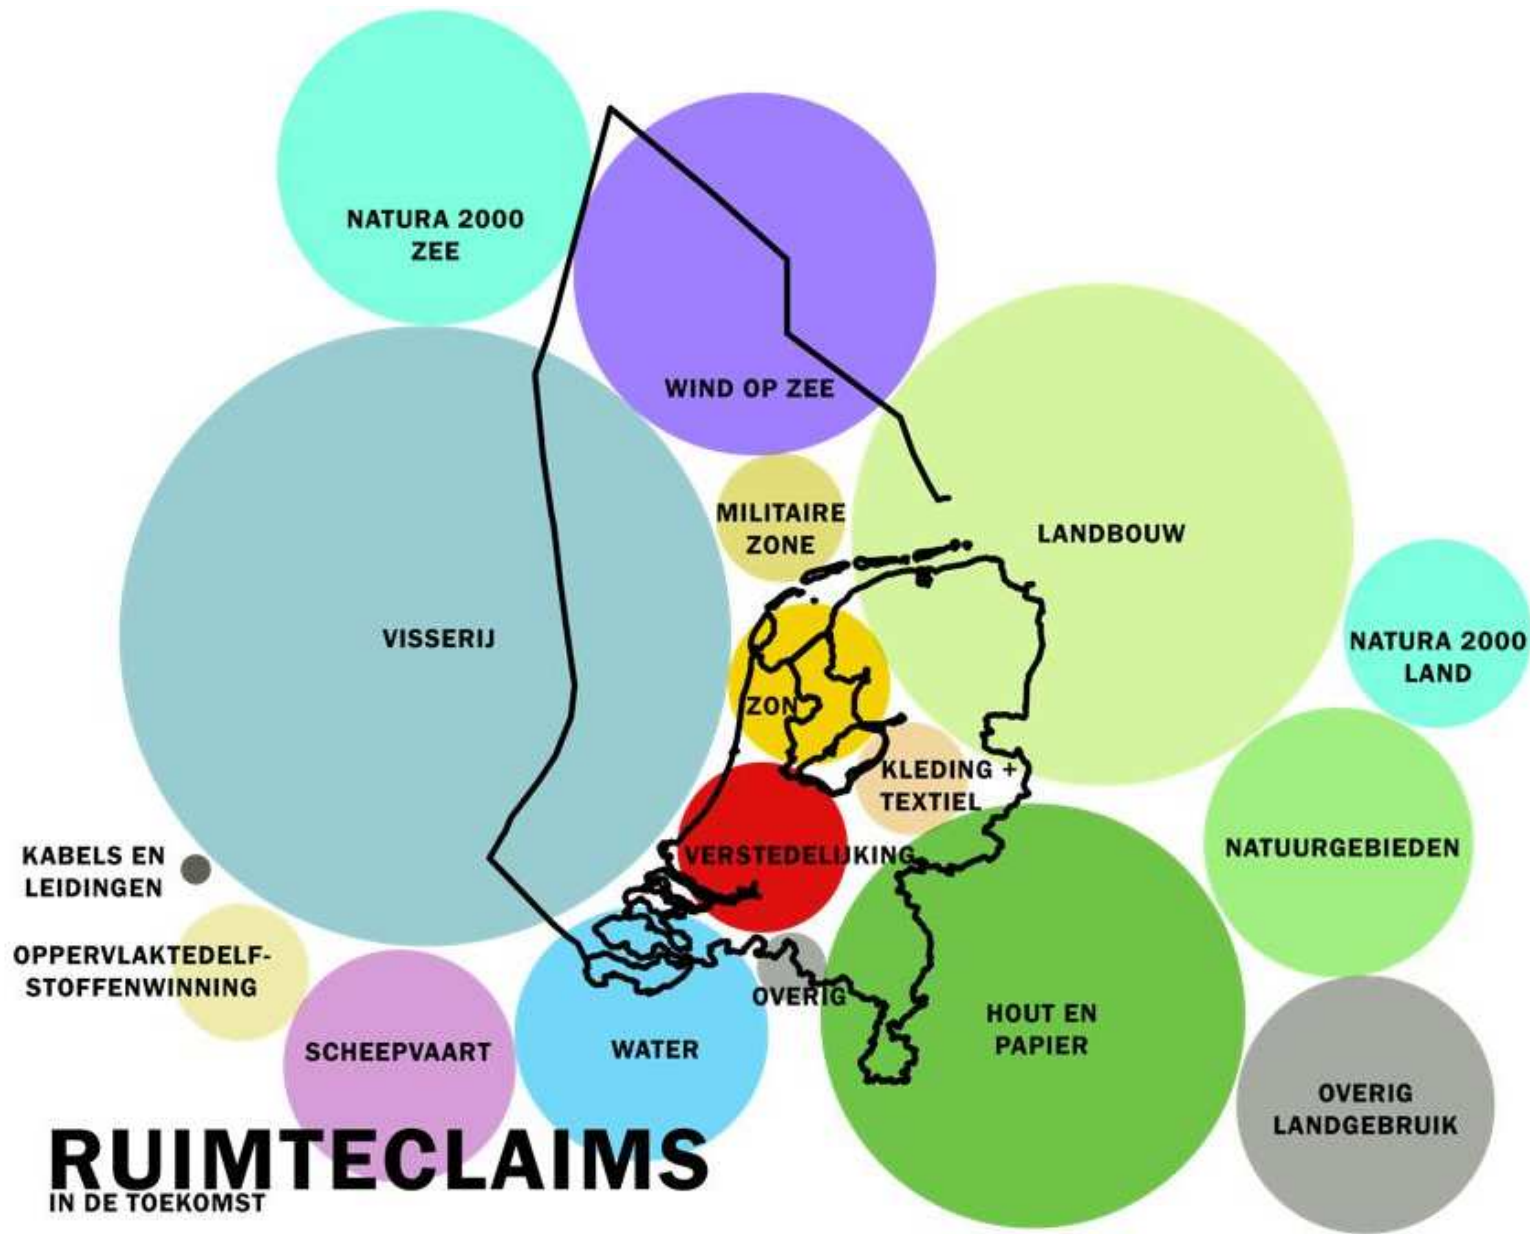 NATURA 2000
ZEE
WIND OP ZEE
MILITAIRE
ZONE
LANDBOUW
VISSERIJ
NATURA 2000
LAND
ZON
KLEDING +
TEXTIEL
VERSTEDELIJKING
NATUURGEBIEDEN
KABELS EN
LEIDINGEN
OPPERVLAKTEDELF-
STOFFENWINNING
OVERIG
HOUT EN
PAPIER
SCHEEPVAART
WATER
OVERIG
LANDGEBRUIK
RUIMTECLAIMS
IN DE TOEKOMST